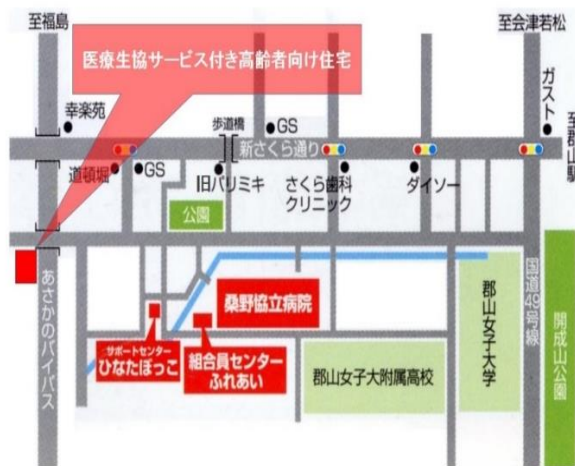 至福島
至会津若松
医療生協サービス付き高齢者向け住宅
ガスト
至郡山駅
幸楽苑
歩道橋
GS
新さくら通り
道頓堀
GS
旧パリミキ
さくら歯科
クリニック
ダイソー
公園
あさかのバイパス
桑野協立病院
サポートセンター
ひなたぼっこ
組合員センター
ふれあい
郡山女子大附属高校
郡山女子大学
国道49号線
開成山公園